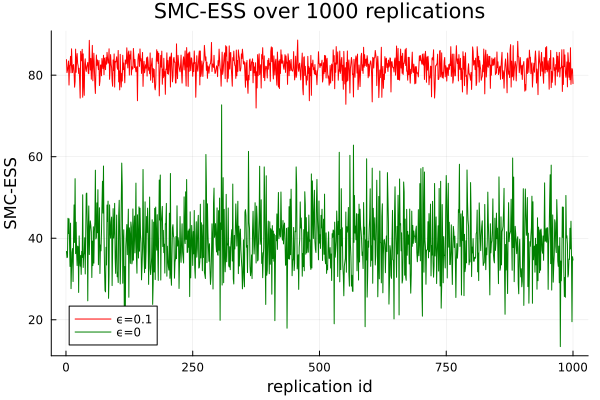 SMC-ESS over 1000 replications
SMC-ESS
80
60
40
20
ϵ=0.1
ϵ=0
0
250
500
750
1000
replication id